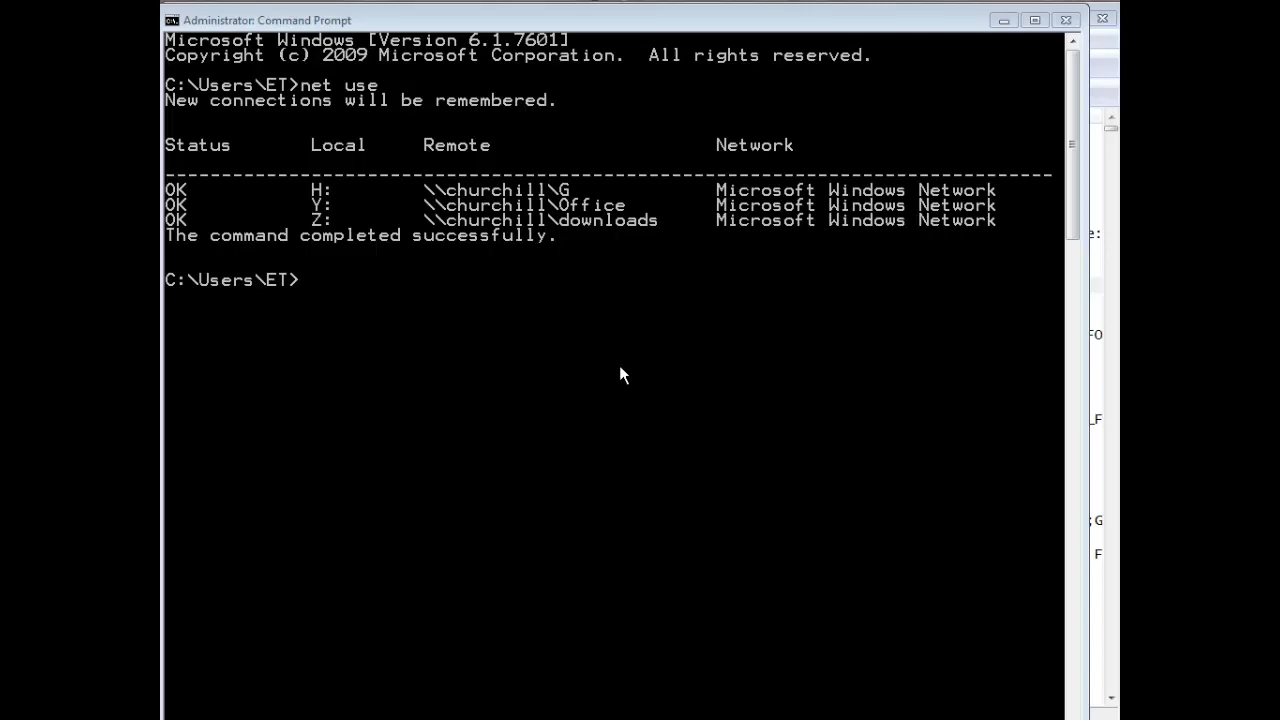 Administrator: Command Prompt
Microsoft Windows [Version 6.1.7601]
Copyright (c) 2009 Microsoft Corporation.  All rights reserved.
C:\Users\ET>net use
New connections will be remembered.
Status Local Remote Network
-------------------------------------------------------------------------------
OK H: \\churchill\G Microsoft Windows Network
OK Y: \\churchill\Office Microsoft Windows Network
OK Z: \\churchill\downloads Microsoft Windows Network
The command completed successfully.
C:\Users\ET>
e:
FO
_F
;G
F